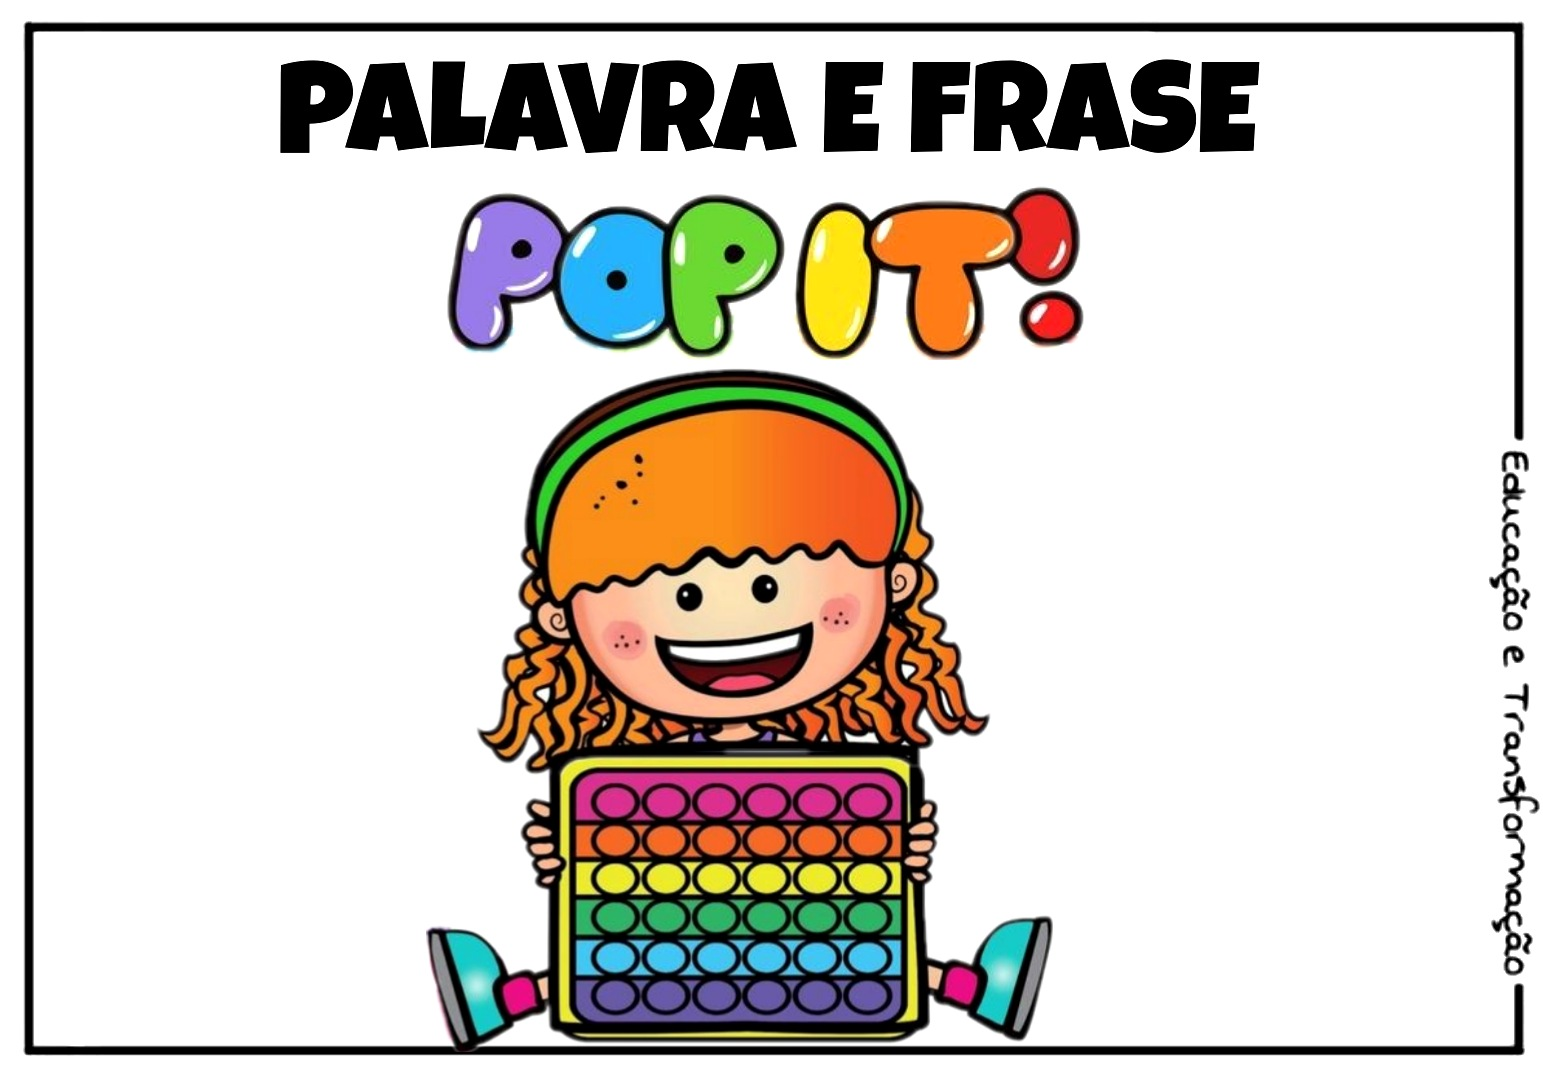 PALAVRA E FRASE
POP IT!
Educação e Transformação